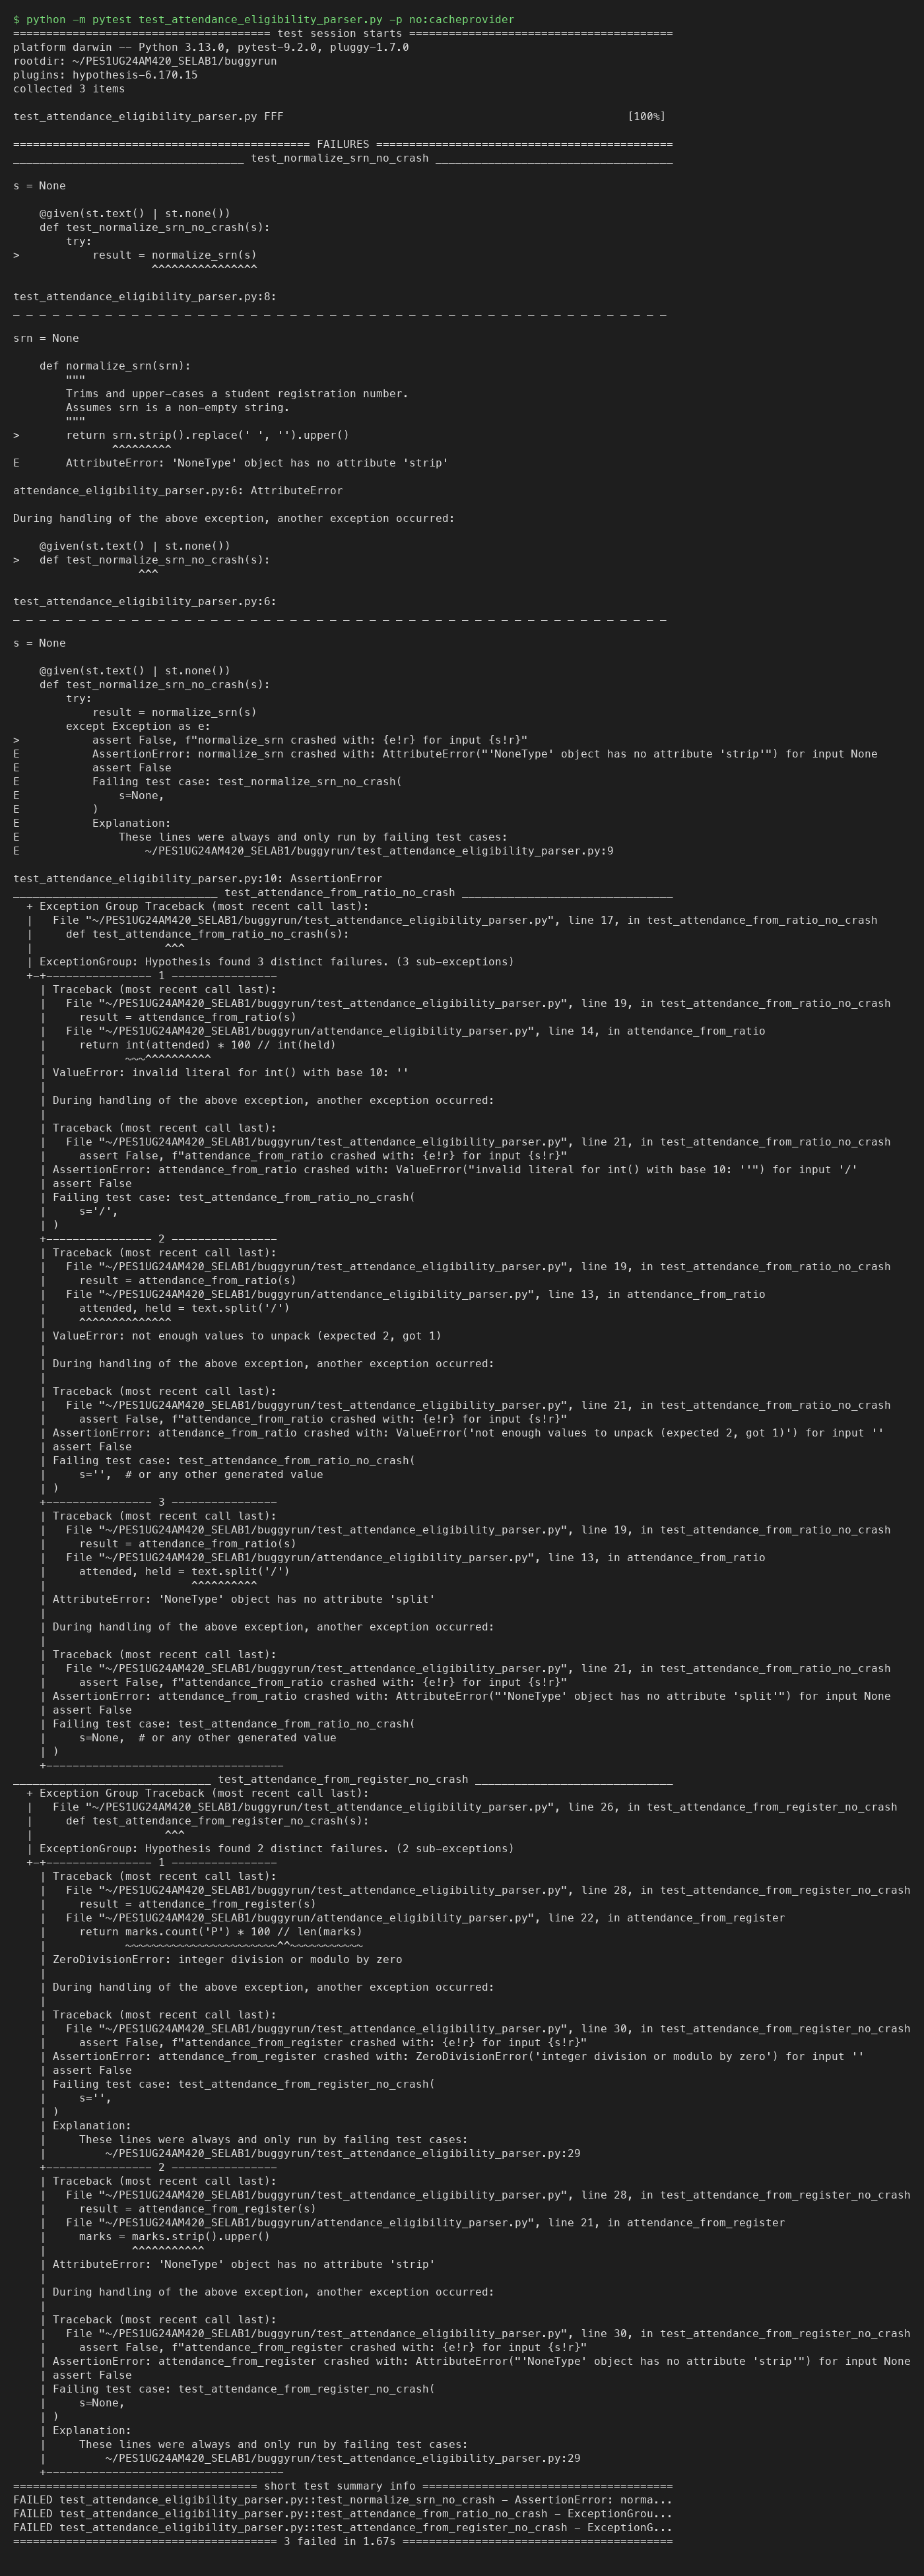 $ python -m pytest test_attendance_eligibility_parser.py -p no:cacheprovider
======================================= test session starts ========================================
platform darwin -- Python 3.13.0, pytest-9.2.0, pluggy-1.7.0
rootdir: ~/PES1UG24AM420_SELAB1/buggyrun
plugins: hypothesis-6.170.15
collected 3 items

test_attendance_eligibility_parser.py FFF                                                    [100%]

============================================= FAILURES =============================================
___________________________________ test_normalize_srn_no_crash ____________________________________

s = None

    @given(st.text() | st.none())
    def test_normalize_srn_no_crash(s):
        try:
>           result = normalize_srn(s)
                     ^^^^^^^^^^^^^^^^

test_attendance_eligibility_parser.py:8:
_ _ _ _ _ _ _ _ _ _ _ _ _ _ _ _ _ _ _ _ _ _ _ _ _ _ _ _ _ _ _ _ _ _ _ _ _ _ _ _ _ _ _ _ _ _ _ _ _ _

srn = None

    def normalize_srn(srn):
        """
        Trims and upper-cases a student registration number.
        Assumes srn is a non-empty string.
        """
>       return srn.strip().replace(' ', '').upper()
               ^^^^^^^^^
E       AttributeError: 'NoneType' object has no attribute 'strip'

attendance_eligibility_parser.py:6: AttributeError

During handling of the above exception, another exception occurred:

    @given(st.text() | st.none())
>   def test_normalize_srn_no_crash(s):
                   ^^^

test_attendance_eligibility_parser.py:6:
_ _ _ _ _ _ _ _ _ _ _ _ _ _ _ _ _ _ _ _ _ _ _ _ _ _ _ _ _ _ _ _ _ _ _ _ _ _ _ _ _ _ _ _ _ _ _ _ _ _

s = None

    @given(st.text() | st.none())
    def test_normalize_srn_no_crash(s):
        try:
            result = normalize_srn(s)
        except Exception as e:
>           assert False, f"normalize_srn crashed with: {e!r} for input {s!r}"
E           AssertionError: normalize_srn crashed with: AttributeError("'NoneType' object has no attribute 'strip'") for input None
E           assert False
E           Failing test case: test_normalize_srn_no_crash(
E               s=None,
E           )
E           Explanation:
E               These lines were always and only run by failing test cases:
E                   ~/PES1UG24AM420_SELAB1/buggyrun/test_attendance_eligibility_parser.py:9

test_attendance_eligibility_parser.py:10: AssertionError
_______________________________ test_attendance_from_ratio_no_crash ________________________________
  + Exception Group Traceback (most recent call last):
  |   File "~/PES1UG24AM420_SELAB1/buggyrun/test_attendance_eligibility_parser.py", line 17, in test_attendance_from_ratio_no_crash
  |     def test_attendance_from_ratio_no_crash(s):
  |                    ^^^
  | ExceptionGroup: Hypothesis found 3 distinct failures. (3 sub-exceptions)
  +-+---------------- 1 ----------------
    | Traceback (most recent call last):
    |   File "~/PES1UG24AM420_SELAB1/buggyrun/test_attendance_eligibility_parser.py", line 19, in test_attendance_from_ratio_no_crash
    |     result = attendance_from_ratio(s)
    |   File "~/PES1UG24AM420_SELAB1/buggyrun/attendance_eligibility_parser.py", line 14, in attendance_from_ratio
    |     return int(attended) * 100 // int(held)
    |            ~~~^^^^^^^^^^
    | ValueError: invalid literal for int() with base 10: ''
    |
    | During handling of the above exception, another exception occurred:
    |
    | Traceback (most recent call last):
    |   File "~/PES1UG24AM420_SELAB1/buggyrun/test_attendance_eligibility_parser.py", line 21, in test_attendance_from_ratio_no_crash
    |     assert False, f"attendance_from_ratio crashed with: {e!r} for input {s!r}"
    | AssertionError: attendance_from_ratio crashed with: ValueError("invalid literal for int() with base 10: ''") for input '/'
    | assert False
    | Failing test case: test_attendance_from_ratio_no_crash(
    |     s='/',
    | )
    +---------------- 2 ----------------
    | Traceback (most recent call last):
    |   File "~/PES1UG24AM420_SELAB1/buggyrun/test_attendance_eligibility_parser.py", line 19, in test_attendance_from_ratio_no_crash
    |     result = attendance_from_ratio(s)
    |   File "~/PES1UG24AM420_SELAB1/buggyrun/attendance_eligibility_parser.py", line 13, in attendance_from_ratio
    |     attended, held = text.split('/')
    |     ^^^^^^^^^^^^^^
    | ValueError: not enough values to unpack (expected 2, got 1)
    |
    | During handling of the above exception, another exception occurred:
    |
    | Traceback (most recent call last):
    |   File "~/PES1UG24AM420_SELAB1/buggyrun/test_attendance_eligibility_parser.py", line 21, in test_attendance_from_ratio_no_crash
    |     assert False, f"attendance_from_ratio crashed with: {e!r} for input {s!r}"
    | AssertionError: attendance_from_ratio crashed with: ValueError('not enough values to unpack (expected 2, got 1)') for input ''
    | assert False
    | Failing test case: test_attendance_from_ratio_no_crash(
    |     s='',  # or any other generated value
    | )
    +---------------- 3 ----------------
    | Traceback (most recent call last):
    |   File "~/PES1UG24AM420_SELAB1/buggyrun/test_attendance_eligibility_parser.py", line 19, in test_attendance_from_ratio_no_crash
    |     result = attendance_from_ratio(s)
    |   File "~/PES1UG24AM420_SELAB1/buggyrun/attendance_eligibility_parser.py", line 13, in attendance_from_ratio
    |     attended, held = text.split('/')
    |                      ^^^^^^^^^^
    | AttributeError: 'NoneType' object has no attribute 'split'
    |
    | During handling of the above exception, another exception occurred:
    |
    | Traceback (most recent call last):
    |   File "~/PES1UG24AM420_SELAB1/buggyrun/test_attendance_eligibility_parser.py", line 21, in test_attendance_from_ratio_no_crash
    |     assert False, f"attendance_from_ratio crashed with: {e!r} for input {s!r}"
    | AssertionError: attendance_from_ratio crashed with: AttributeError("'NoneType' object has no attribute 'split'") for input None
    | assert False
    | Failing test case: test_attendance_from_ratio_no_crash(
    |     s=None,  # or any other generated value
    | )
    +------------------------------------
______________________________ test_attendance_from_register_no_crash ______________________________
  + Exception Group Traceback (most recent call last):
  |   File "~/PES1UG24AM420_SELAB1/buggyrun/test_attendance_eligibility_parser.py", line 26, in test_attendance_from_register_no_crash
  |     def test_attendance_from_register_no_crash(s):
  |                    ^^^
  | ExceptionGroup: Hypothesis found 2 distinct failures. (2 sub-exceptions)
  +-+---------------- 1 ----------------
    | Traceback (most recent call last):
    |   File "~/PES1UG24AM420_SELAB1/buggyrun/test_attendance_eligibility_parser.py", line 28, in test_attendance_from_register_no_crash
    |     result = attendance_from_register(s)
    |   File "~/PES1UG24AM420_SELAB1/buggyrun/attendance_eligibility_parser.py", line 22, in attendance_from_register
    |     return marks.count('P') * 100 // len(marks)
    |            ~~~~~~~~~~~~~~~~~~~~~~~^^~~~~~~~~~~~
    | ZeroDivisionError: integer division or modulo by zero
    |
    | During handling of the above exception, another exception occurred:
    |
    | Traceback (most recent call last):
    |   File "~/PES1UG24AM420_SELAB1/buggyrun/test_attendance_eligibility_parser.py", line 30, in test_attendance_from_register_no_crash
    |     assert False, f"attendance_from_register crashed with: {e!r} for input {s!r}"
    | AssertionError: attendance_from_register crashed with: ZeroDivisionError('integer division or modulo by zero') for input ''
    | assert False
    | Failing test case: test_attendance_from_register_no_crash(
    |     s='',
    | )
    | Explanation:
    |     These lines were always and only run by failing test cases:
    |         ~/PES1UG24AM420_SELAB1/buggyrun/test_attendance_eligibility_parser.py:29
    +---------------- 2 ----------------
    | Traceback (most recent call last):
    |   File "~/PES1UG24AM420_SELAB1/buggyrun/test_attendance_eligibility_parser.py", line 28, in test_attendance_from_register_no_crash
    |     result = attendance_from_register(s)
    |   File "~/PES1UG24AM420_SELAB1/buggyrun/attendance_eligibility_parser.py", line 21, in attendance_from_register
    |     marks = marks.strip().upper()
    |             ^^^^^^^^^^^
    | AttributeError: 'NoneType' object has no attribute 'strip'
    |
    | During handling of the above exception, another exception occurred:
    |
    | Traceback (most recent call last):
    |   File "~/PES1UG24AM420_SELAB1/buggyrun/test_attendance_eligibility_parser.py", line 30, in test_attendance_from_register_no_crash
    |     assert False, f"attendance_from_register crashed with: {e!r} for input {s!r}"
    | AssertionError: attendance_from_register crashed with: AttributeError("'NoneType' object has no attribute 'strip'") for input None
    | assert False
    | Failing test case: test_attendance_from_register_no_crash(
    |     s=None,
    | )
    | Explanation:
    |     These lines were always and only run by failing test cases:
    |         ~/PES1UG24AM420_SELAB1/buggyrun/test_attendance_eligibility_parser.py:29
    +------------------------------------
===================================== short test summary info ======================================
FAILED test_attendance_eligibility_parser.py::test_normalize_srn_no_crash - AssertionError: norma...
FAILED test_attendance_eligibility_parser.py::test_attendance_from_ratio_no_crash - ExceptionGrou...
FAILED test_attendance_eligibility_parser.py::test_attendance_from_register_no_crash - ExceptionG...
======================================== 3 failed in 1.67s =========================================